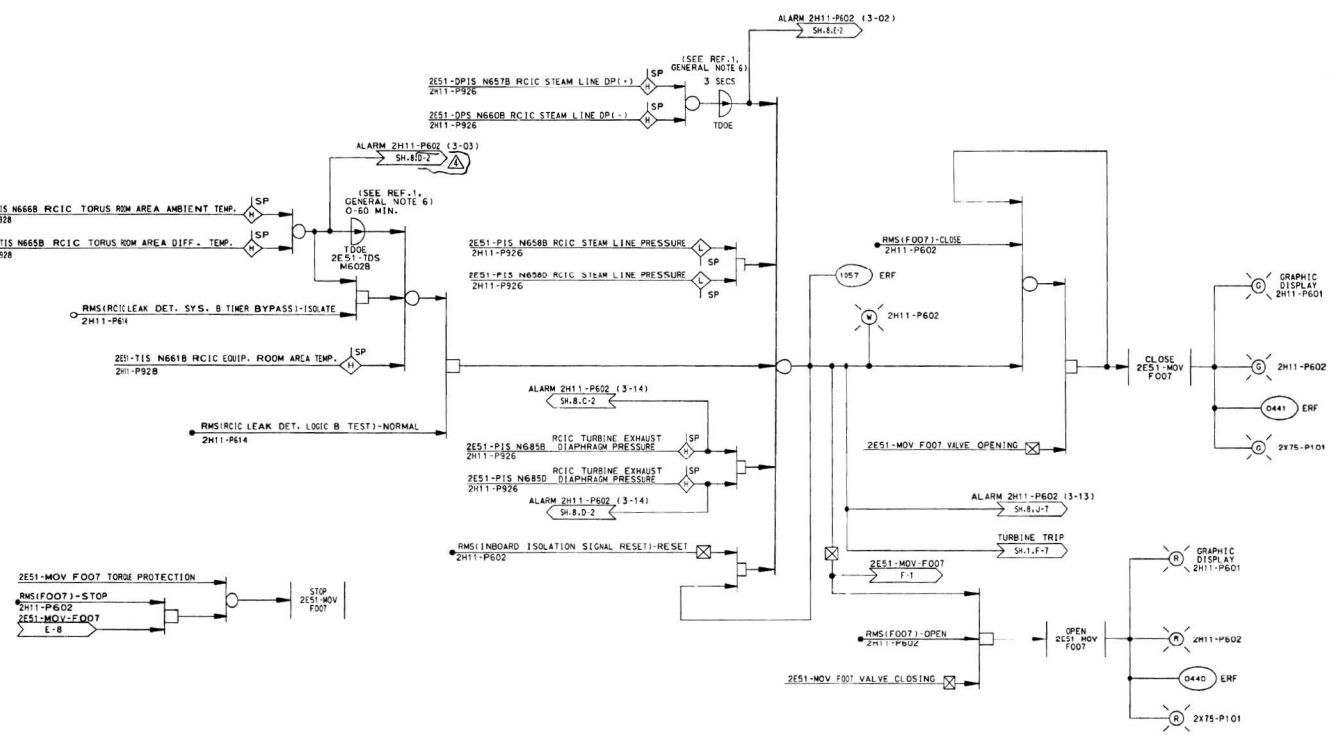 ALARM 2H11-P602 (3-02)
SH.8.E-2
(SEE REF.1.
GENERAL NOTE 6)
3 SECS
TDOE
2E51-DPIS N657B RCIC STEAM LINE DP(+)
2H11-P926
SP
H
2E51-DPS N660B RCIC STEAM LINE DP(-)
2H11-P926
SP
H
ALARM 2H11-P602 (3-03)
SH.8.D-2
4
(SEE REF.1.
GENERAL NOTE 6)
0-60 MIN.
TDOE
2E51-TDS
M602B
IS N666B RCIC TORUS ROOM AREA AMBIENT TEMP.
928
SP
H
TIS N665B RCIC TORUS ROOM AREA DIFF. TEMP.
928
SP
H
RMS(RCIC LEAK DET. SYS. B TIMER BYPASS)-ISOLATE
2H11-P614
2E51-TIS N661B RCIC EQUIP. ROOM AREA TEMP.
2H11-P928
SP
H
RMS(RCIC LEAK DET. LOGIC B TEST)-NORMAL
2H11-P614
2E51-PIS N658B RCIC STEAM LINE PRESSURE
2H11-P926
L
SP
2E51-PIS N658D RCIC STEAM LINE PRESSURE
2H11-P926
L
SP
ALARM 2H11-P602 (3-14)
SH.8.C-2
RCIC TURBINE EXHAUST
2E51-PIS N685B DIAPHRAGM PRESSURE
2H11-P926
SP
H
RCIC TURBINE EXHAUST
2E51-PIS N685D DIAPHRAGM PRESSURE
2H11-P926
SP
H
ALARM 2H11-P602 (3-14)
SH.8.D-2
RMS(INBOARD ISOLATION SIGNAL RESET)-RESET
2H11-P602
1057 ERF
W 2H11-P602
RMS(F007)-CLOSE
2H11-P602
2E51-MOV F007 VALVE OPENING
CLOSE
2E51-MOV
F007
G
GRAPHIC
DISPLAY
2H11-P601
G 2H11-P602
0441 ERF
G 2X75-P101
ALARM 2H11-P602 (3-13)
SH.8.J-7
TURBINE TRIP
SH.1.F-7
2E51-MOV-F007
F-1
RMS(F007)-OPEN
2H11-P602
2E51-MOV F007 VALVE CLOSING
OPEN
2E51 MOV
F007
R
GRAPHIC
DISPLAY
2H11-P601
R 2H11-P602
0440 ERF
R 2X75-P101
2E51-MOV F007 TORQUE PROTECTION
RMS(F007)-STOP
2H11-P602
2E51-MOV-F007
E-8
STOP
2E51-MOV
F007